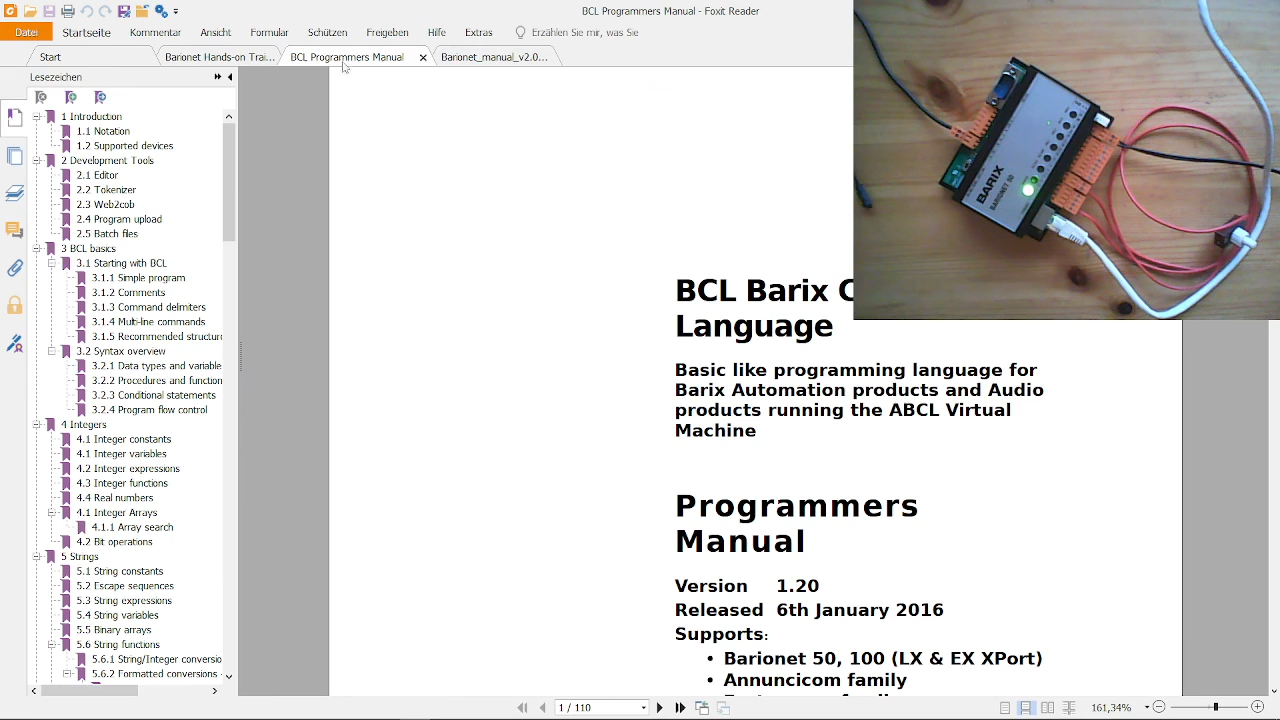 BCL Programmers Manual - Foxit Reader
Datei Startseite Kommentar Ansicht Formular Schützen Freigeben Hilfe Extras Erzählen Sie mir, was Sie
Start Barionet Hands-on Trai... BCL Programmers Manual Barionet_manual_v2.0...
Lesezeichen
1 Introduction
1.1 Notation
1.2 Supported devices
2 Development Tools
2.1 Editor
2.2 Tokenizer
2.3 Web2cob
2.4 Program upload
2.5 Batch files
3 BCL basics
3.1 Starting with BCL
3.1.1 Simple program
3.1.2 Comments
3.1.3 Command delimiters
3.1.4 Multi-line commands
3.1.5 Recommended structure
3.2 Syntax overview
3.2.1 Data types and variable
3.2.2 Procedures and function
3.2.3 Conditional statements
3.2.4 Program flow control
4 Integers
4.1 Integer constants
4.1 Integer variables
4.2 Integer expressions
4.3 Integer functions
4.4 Real numbers
4.1 Integer Arrays
4.1.1 Array search
4.2 Bit operations
5 Strings
5.1 String constants
5.2 Escape sequences
5.3 String expressions
5.4 String variables
5.5 Binary arrays
5.6 String functions
5.6.1 String/Integer conversio
5.6.2 Formatted conversions
BCL Barix C
Language
Basic like programming language for
Barix Automation products and Audio
products running the ABCL Virtual
Machine
Programmers
Manual
Version 1.20
Released 6th January 2016
Supports:
• Barionet 50, 100 (LX & EX XPort)
• Annuncicom family
BARIX
BARIONET 50
1 / 110
161,34%